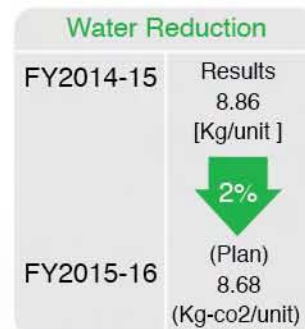 Water Reduction
FY2014-15
Results
8.86
[Kg/unit ]
2%
FY2015-16
(Plan)
8.68
(Kg-co2/unit)